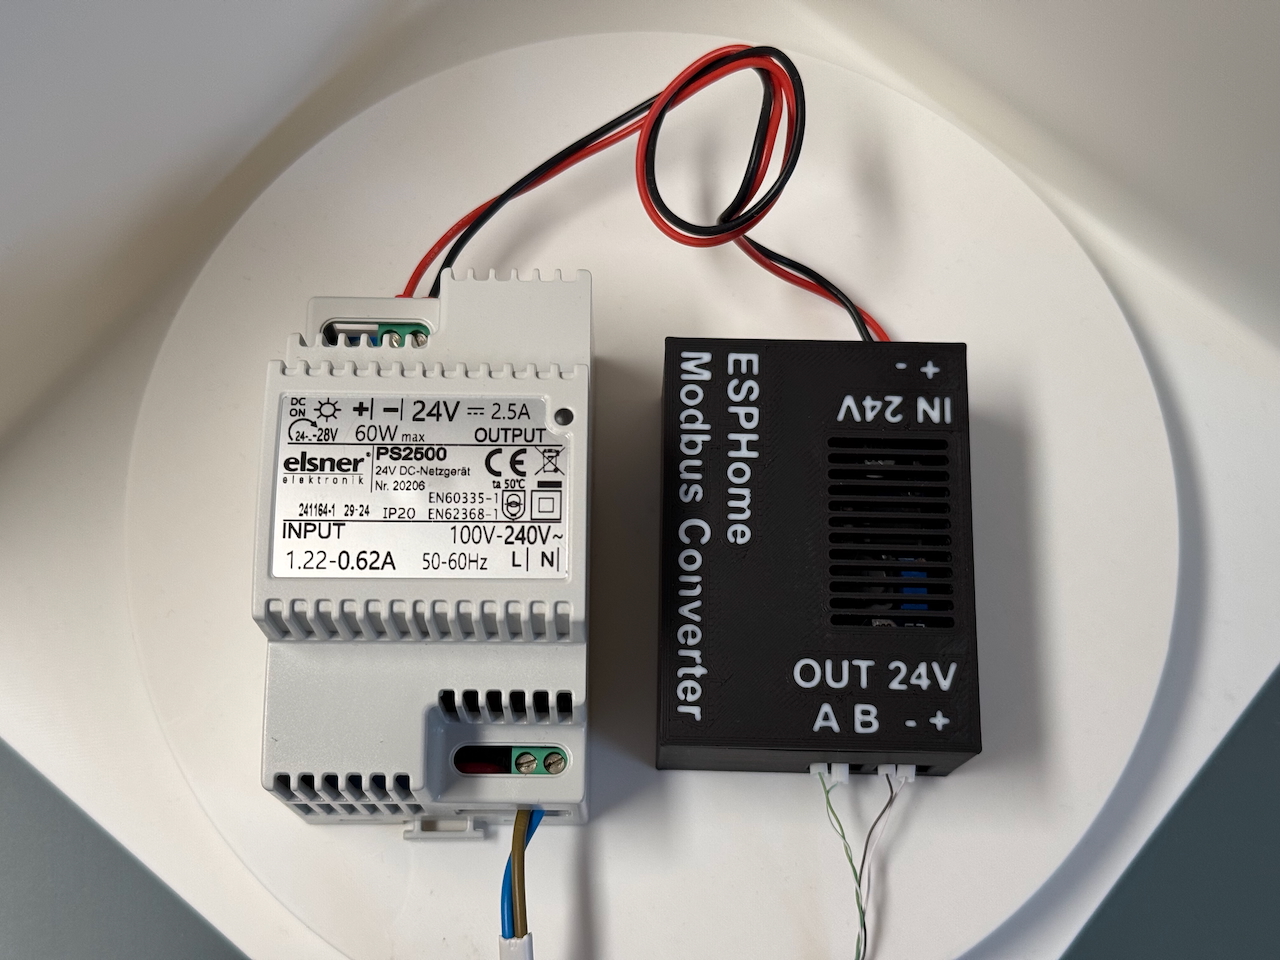 DC ON
+ - 24V ⎓ 2.5A
24-28V 60W max OUTPUT
elsner®
elektronik
PS2500
24V DC-Netzgerät
Nr. 20206
CE
ta 50°C
EN60335-1
241164-1 29-24 IP20 EN62368-1
INPUT 100V-240V~
1.22-0.62A 50-60Hz L N
ESPHome
Modbus Converter
+ -
IN 24V
OUT 24V
A B - +